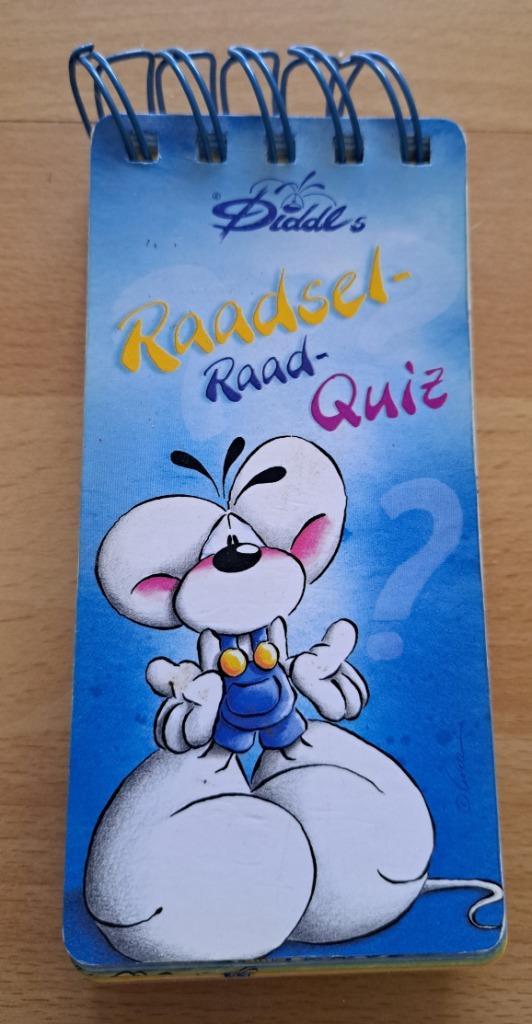 © Diddl s
Raadsel-
Raad-
Quiz
?